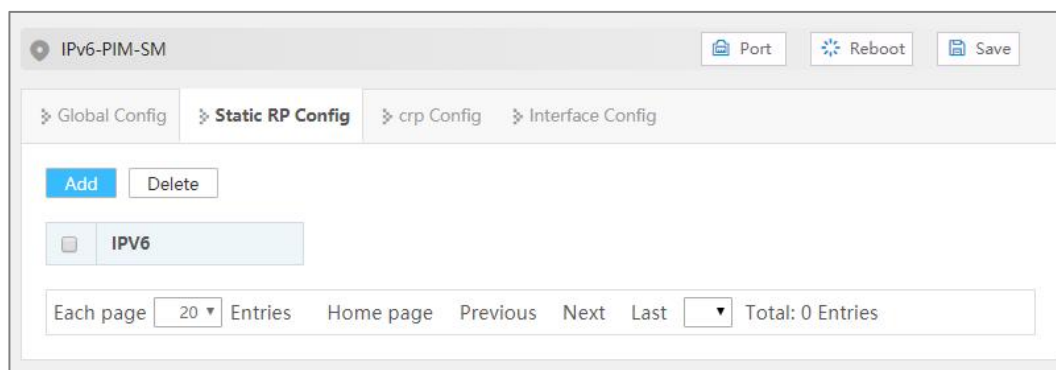 IPv6-PIM-SM Port Reboot Save
Global Config Static RP Config crp Config Interface Config
Add Delete
IPV6
Each page 20 Entries Home page Previous Next Last Total: 0 Entries